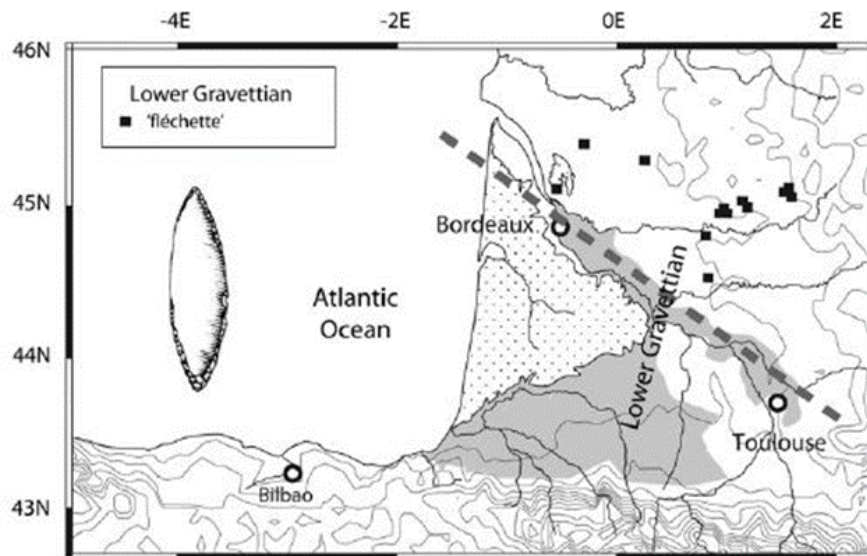 -4E
-2E
0E
2E
46N
Lower Gravettian
'fléchette'
45N
Bordeaux
Atlantic
Ocean
Lower Gravettian
44N
Toulouse
Bilbao
43N